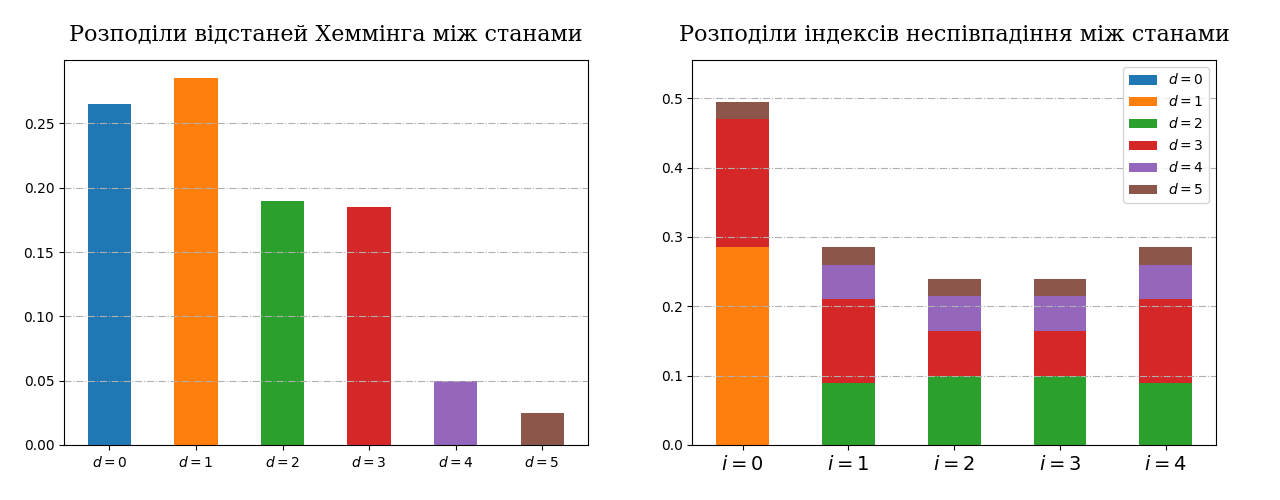 Розподіли відстаней Хеммінга між станами
0.25
0.20
0.15
0.10
0.05
0.00
d = 0
d = 1
d = 2
d = 3
d = 4
d = 5
Розподіли індексів неспівпадіння між станами
0.5
0.4
0.3
0.2
0.1
0.0
i = 0
i = 1
i = 2
i = 3
i = 4
d = 0
d = 1
d = 2
d = 3
d = 4
d = 5